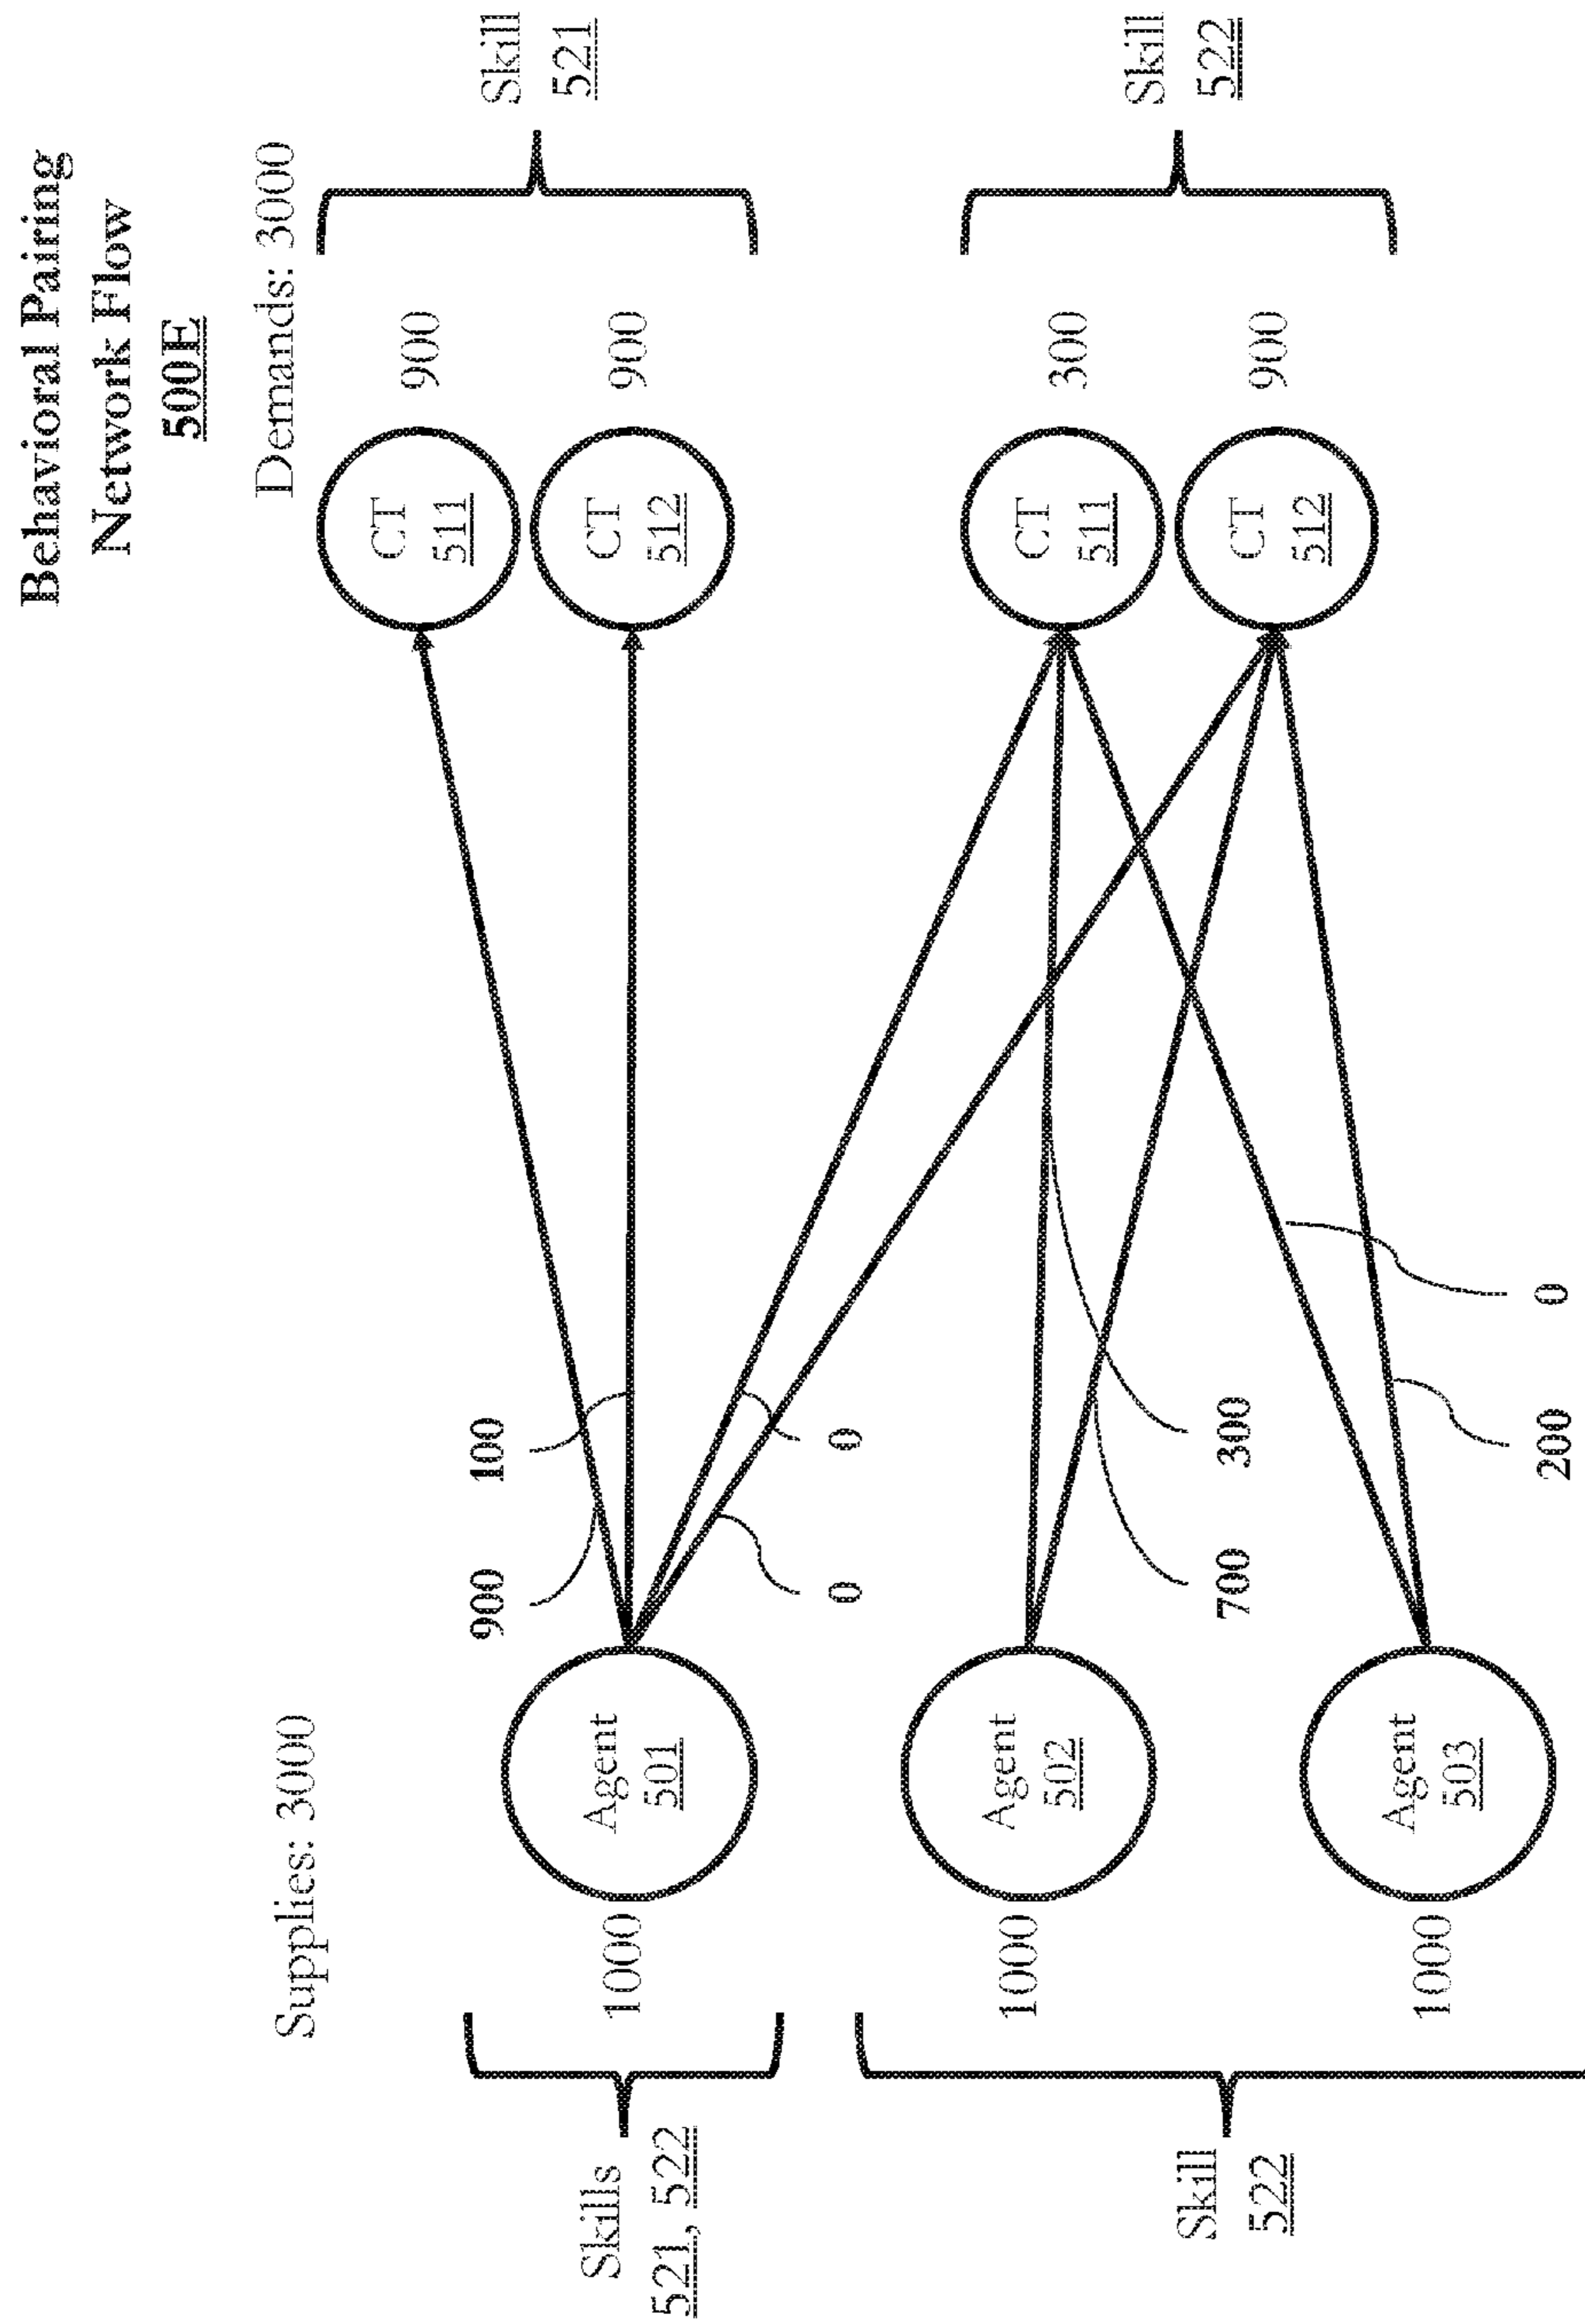 Behavioral Pairing
Network Flow
500E
Supplies: 3000
Demands: 3000
Skills
521, 522
1000
Agent
501
900
100
0
0
CT
511
900
CT
512
900
Skill
521
Skill
522
1000
Agent
502
700
300
1000
Agent
503
200
0
CT
511
300
CT
512
900
Skill
522